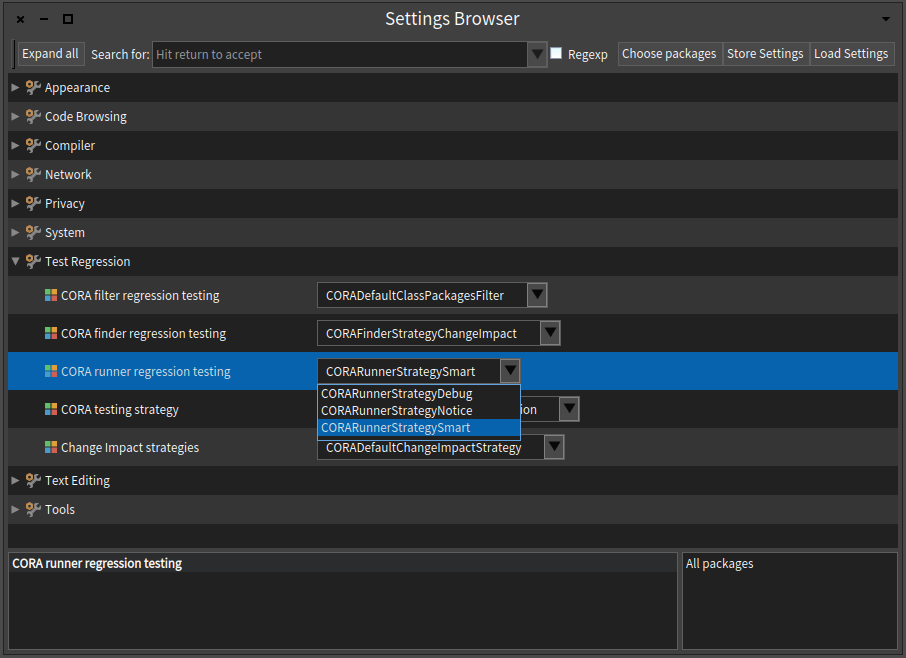 Settings Browser
Expand all Search for: Hit return to accept Regexp Choose packages Store Settings Load Settings
Appearance
Code Browsing
Compiler
Network
Privacy
System
Test Regression
CORA filter regression testing CORADefaultClassPackagesFilter
CORA finder regression testing CORAFinderStrategyChangeImpact
CORA runner regression testing CORARunnerStrategySmart
CORARunnerStrategyDebug
CORA testing strategy CORARunnerStrategyNotice ion
CORARunnerStrategySmart
Change Impact strategies CORADefaultChangeImpactStrategy
Text Editing
Tools
CORA runner regression testing All packages